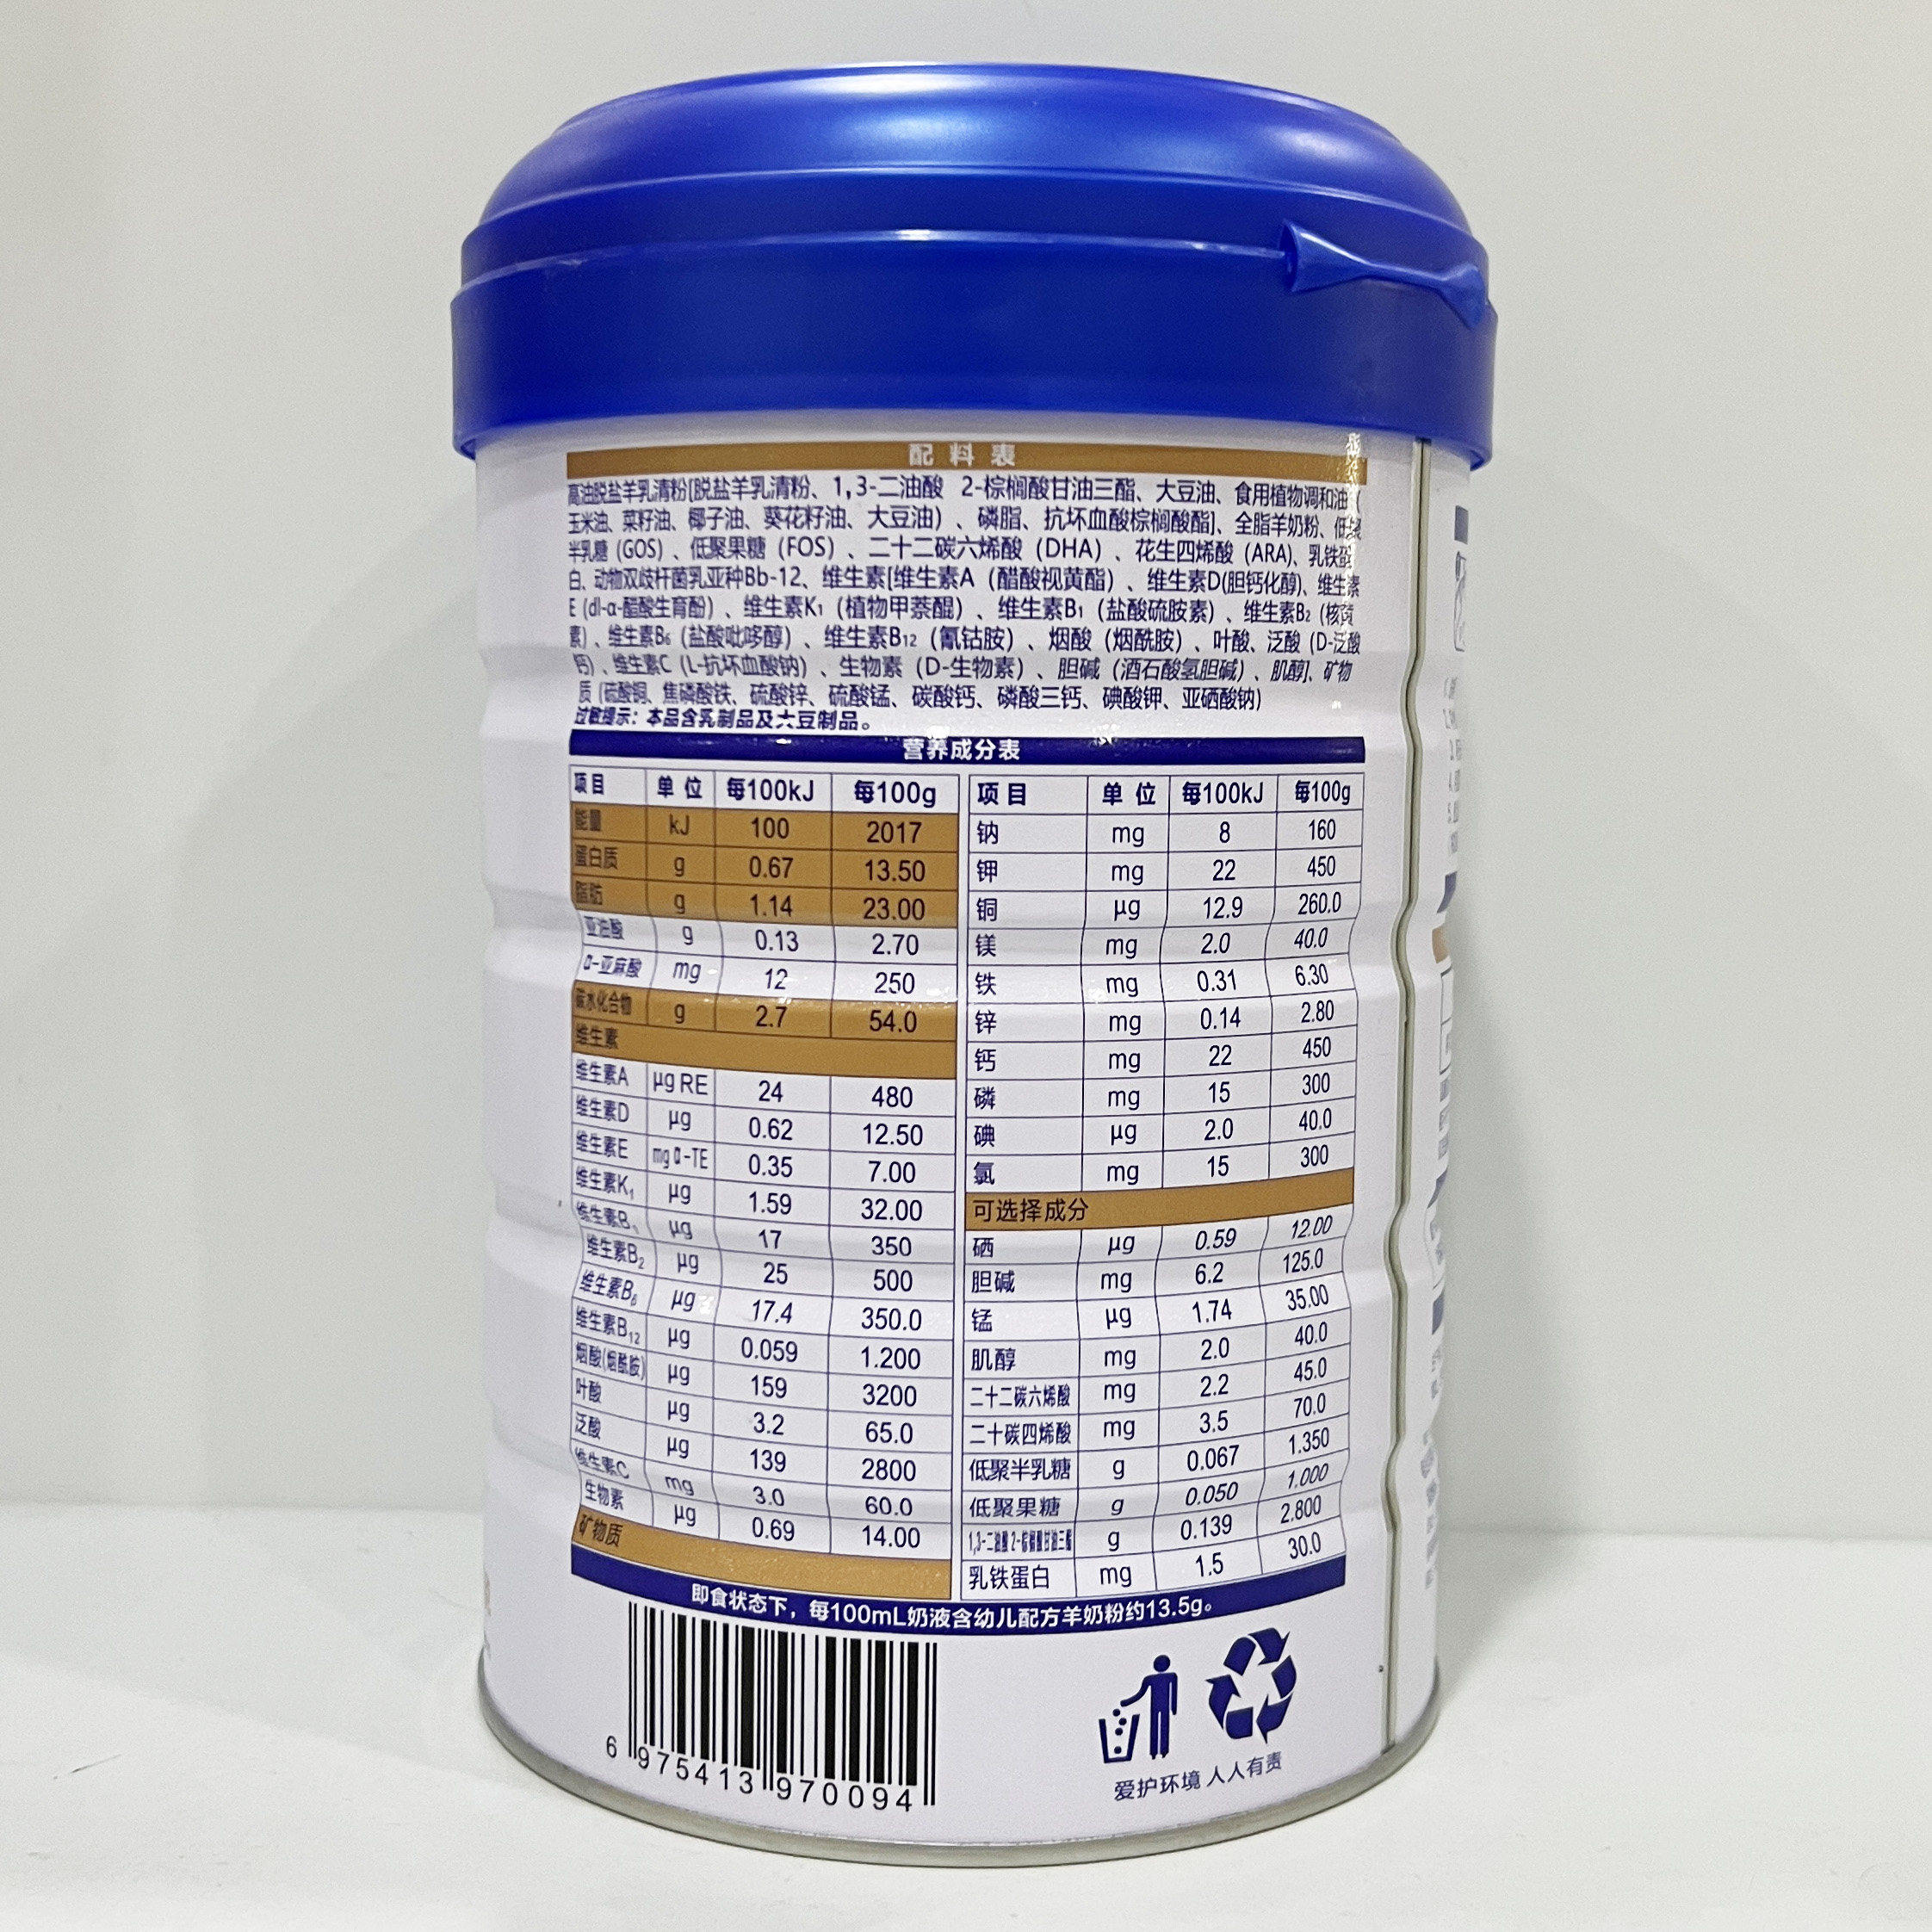 配料表
高油脱盐羊乳清粉[脱盐羊乳清粉、1,3-二油酸 2-棕榈酸甘油三酯、大豆油、食用植物调和油(
玉米油、菜籽油、椰子油、葵花籽油、大豆油)、磷脂、抗坏血酸棕榈酸酯]、全脂羊奶粉、低聚
半乳糖 (GOS)、低聚果糖 (FOS)、二十二碳六烯酸 (DHA)、花生四烯酸 (ARA)、乳铁蛋
白、动物双歧杆菌乳亚种Bb-12、维生素[维生素A (醋酸视黄酯)、维生素D(胆钙化醇)、维生素
E (dl-α-醋酸生育酚)、维生素K₁ (植物甲萘醌)、维生素B₁ (盐酸硫胺素)、维生素B₂ (核黄
素)、维生素B₆ (盐酸吡哆醇)、维生素B₁₂ (氰钴胺)、烟酸 (烟酰胺)、叶酸、泛酸 (D-泛酸
钙)、维生素C (L-抗坏血酸钠)、生物素 (D-生物素)、胆碱 (酒石酸氢胆碱)、肌醇]、矿物
质 (硫酸铜、焦磷酸铁、硫酸锌、硫酸锰、碳酸钙、磷酸三钙、碘酸钾、亚硒酸钠)
过敏提示：本品含乳制品及大豆制品。
营养成分表
项目 单位 每100kJ 每100g
能量 kJ 100 2017
蛋白质 g 0.67 13.50
脂肪 g 1.14 23.00
亚油酸 g 0.13 2.70
α-亚麻酸 mg 12 250
碳水化合物 g 2.7 54.0
维生素
维生素A μg RE 24 480
维生素D μg 0.62 12.50
维生素E mg α-TE 0.35 7.00
维生素K₁ μg 1.59 32.00
维生素B₁ μg 17 350
维生素B₂ μg 25 500
维生素B₆ μg 17.4 350.0
维生素B₁₂ μg 0.059 1.200
烟酸(烟酰胺) μg 159 3200
叶酸 μg 3.2 65.0
泛酸 μg 139 2800
维生素C mg 3.0 60.0
生物素 μg 0.69 14.00
矿物质
项目 单位 每100kJ 每100g
钠 mg 8 160
钾 mg 22 450
铜 μg 12.9 260.0
镁 mg 2.0 40.0
铁 mg 0.31 6.30
锌 mg 0.14 2.80
钙 mg 22 450
磷 mg 15 300
碘 μg 2.0 40.0
氯 mg 15 300
可选择成分
硒 μg 0.59 12.00
胆碱 mg 6.2 125.0
锰 μg 1.74 35.00
肌醇 mg 2.0 40.0
二十二碳六烯酸 mg 2.2 45.0
二十碳四烯酸 mg 3.5 70.0
低聚半乳糖 g 0.067 1.350
低聚果糖 g 0.050 1.000
1,3-二油酸 2-棕榈酸甘油三酯 g 0.139 2.800
乳铁蛋白 mg 1.5 30.0
即食状态下，每100mL奶液含幼儿配方羊奶粉约13.5g。
6 975413 970094
爱护环境 人人有责